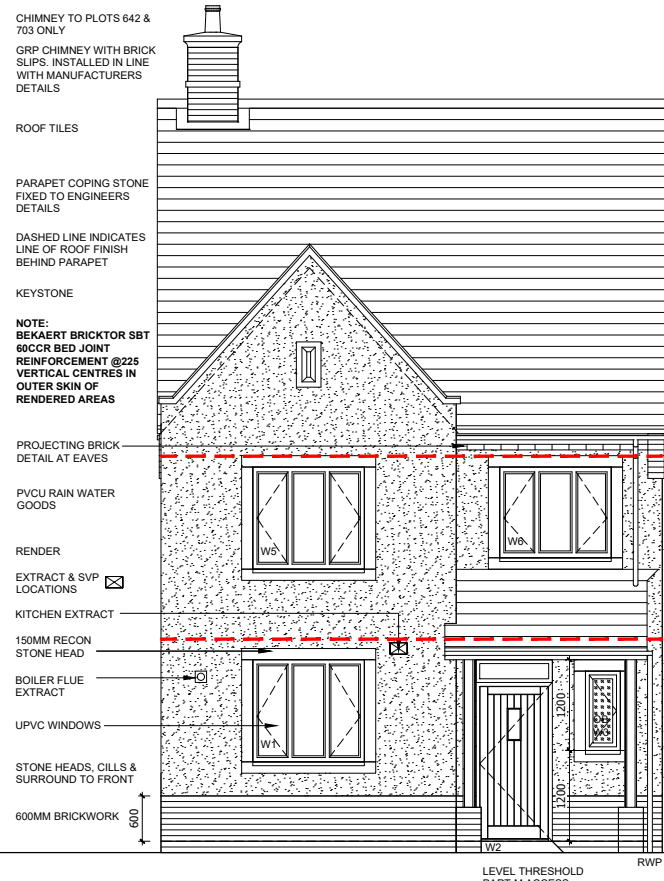 CHIMNEY TO PLOTS 642 &
703 ONLY
GRP CHIMNEY WITH BRICK
SLIPS. INSTALLED IN LINE
WITH MANUFACTURERS
DETAILS
ROOF TILES
PARAPET COPING STONE
FIXED TO ENGINEERS
DETAILS
DASHED LINE INDICATES
LINE OF ROOF FINISH
BEHIND PARAPET
KEYSTONE
NOTE:
BEKAERT BRICKTOR SBT
60CCR BED JOINT
REINFORCEMENT @225
VERTICAL CENTRES IN
OUTER SKIN OF
RENDERED AREAS
PROJECTING BRICK
DETAIL AT EAVES
PVCU RAIN WATER
GOODS
W5
W6
RENDER
EXTRACT & SVP
LOCATIONS
KITCHEN EXTRACT
150MM RECON
STONE HEAD
BOILER FLUE
EXTRACT
UPVC WINDOWS
W1
1200
STONE HEADS, CILLS &
SURROUND TO FRONT
600MM BRICKWORK
600
1200
W2
RWP
LEVEL THRESHOLD